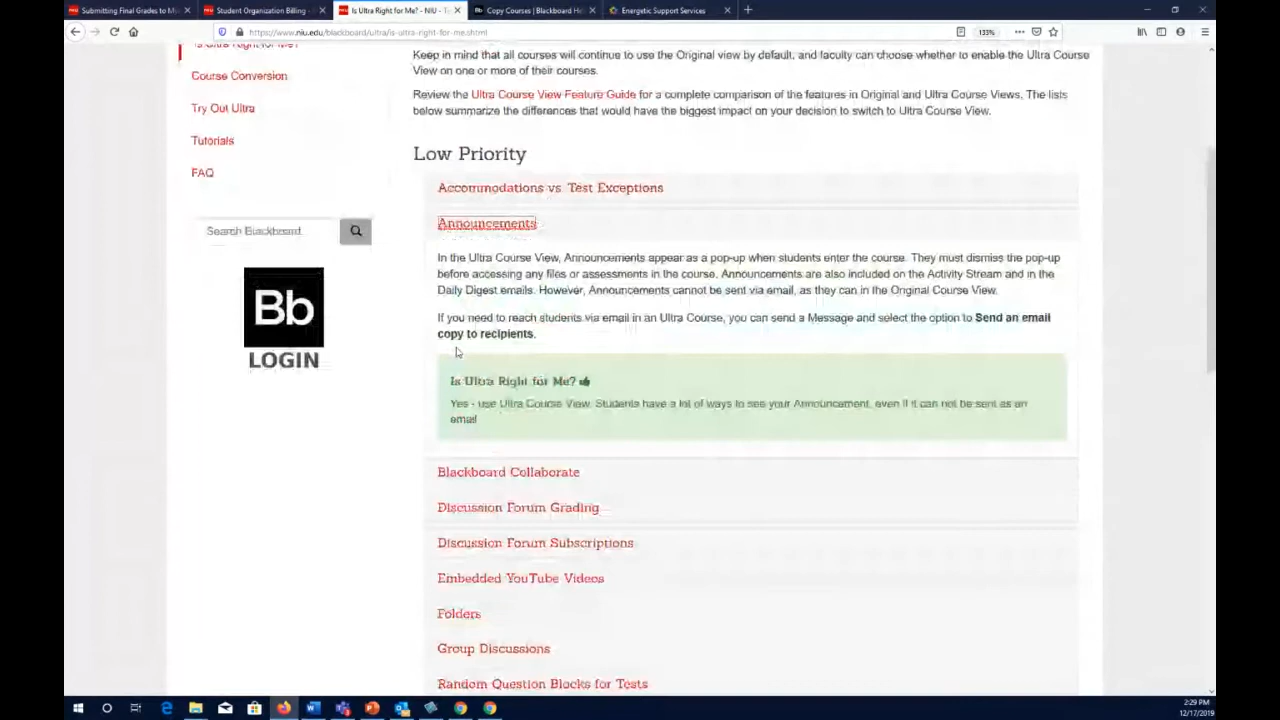 Submitting Final Grades to M
Student Organization Billing -
Is Ultra Right for Me? - NIU - T
Copy Courses | Blackboard He
Energetic Support Services
https://www.niu.edu/blackboard/ultra/is-ultra-right-for-me.shtml
133%
Is Ultra Right for Me?
Course Conversion
Try Out Ultra
Tutorials
FAQ
Search Blackboard
Bb
LOGIN
Keep in mind that all courses will continue to use the Original view by default, and faculty can choose whether to enable the Ultra Course
View on one or more of their courses.
Review the Ultra Course View Feature Guide for a complete comparison of the features in Original and Ultra Course Views. The lists
below summarize the differences that would have the biggest impact on your decision to switch to Ultra Course View.
Low Priority
Accommodations vs. Test Exceptions
Announcements
In the Ultra Course View, Announcements appear as a pop-up when students enter the course. They must dismiss the pop-up
before accessing any files or assessments in the course. Announcements are also included on the Activity Stream and in the
Daily Digest emails. However, Announcements cannot be sent via email, as they can in the Original Course View.
If you need to reach students via email in an Ultra Course, you can send a Message and select the option to Send an email
copy to recipients.
Is Ultra Right for Me?
Yes - use Ultra Course View. Students have a lot of ways to see your Announcement, even if it can not be sent as an
email
Blackboard Collaborate
Discussion Forum Grading
Discussion Forum Subscriptions
Embedded YouTube Videos
Folders
Group Discussions
Random Question Blocks for Tests
2:29 PM
12/17/2019